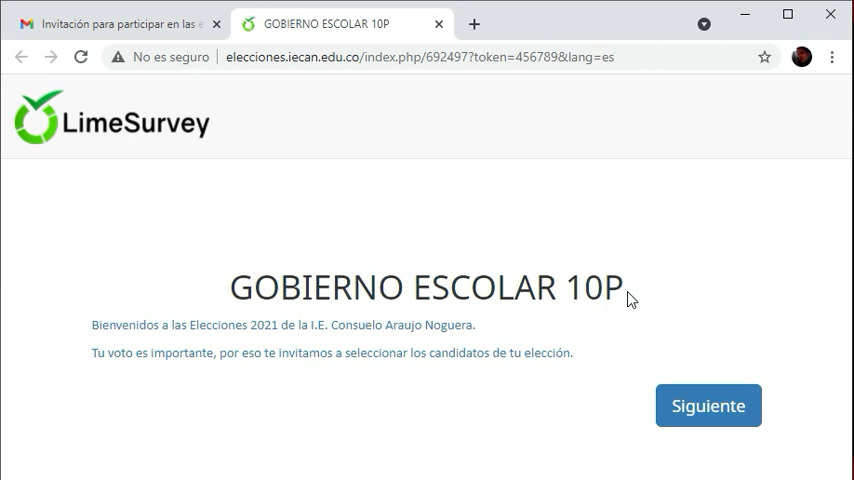 Invitación para participar en las e
GOBIERNO ESCOLAR 10P
No es seguro
elecciones.iecan.edu.co/index.php/692497?token=456789&lang=es
LimeSurvey
GOBIERNO ESCOLAR 10P
Bienvenidos a las Elecciones 2021 de la I.E. Consuelo Araujo Noguera.
Tu voto es importante, por eso te invitamos a seleccionar los candidatos de tu elección.
Siguiente